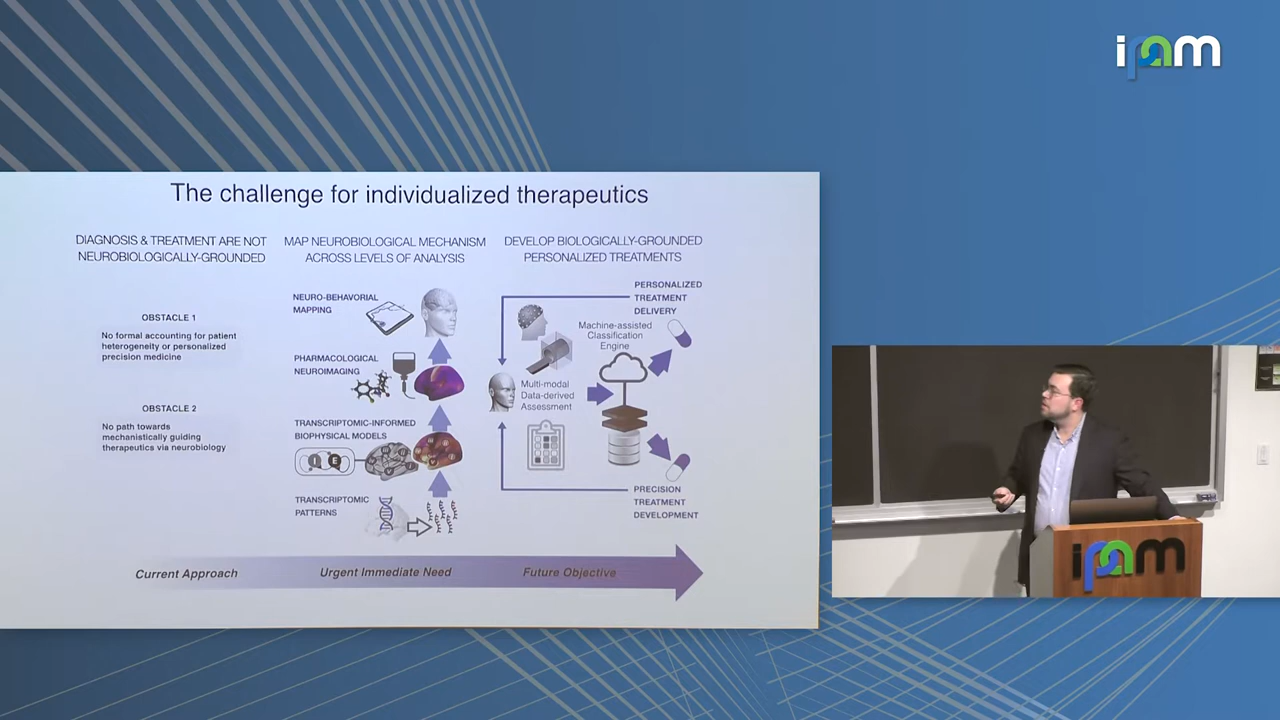 ipam
The challenge for individualized therapeutics
DIAGNOSIS & TREATMENT ARE NOT
NEUROBIOLOGICALLY-GROUNDED
OBSTACLE 1
No formal accounting for patient
heterogeneity or personalized
precision medicine
OBSTACLE 2
No path towards
mechanistically guiding
therapeutics via neurobiology
MAP NEUROBIOLOGICAL MECHANISM
ACROSS LEVELS OF ANALYSIS
NEURO-BEHAVORIAL
MAPPING
PHARMACOLOGICAL
NEUROIMAGING
TRANSCRIPTOMIC-INFORMED
BIOPHYSICAL MODELS
I E
TRANSCRIPTOMIC
PATTERNS
DEVELOP BIOLOGICALLY-GROUNDED
PERSONALIZED TREATMENTS
PERSONALIZED
TREATMENT
DELIVERY
Machine-assisted
Classification
Engine
Multi-modal
Data-derived
Assessment
PRECISION
TREATMENT
DEVELOPMENT
Current Approach
Urgent Immediate Need
Future Objective
ipam